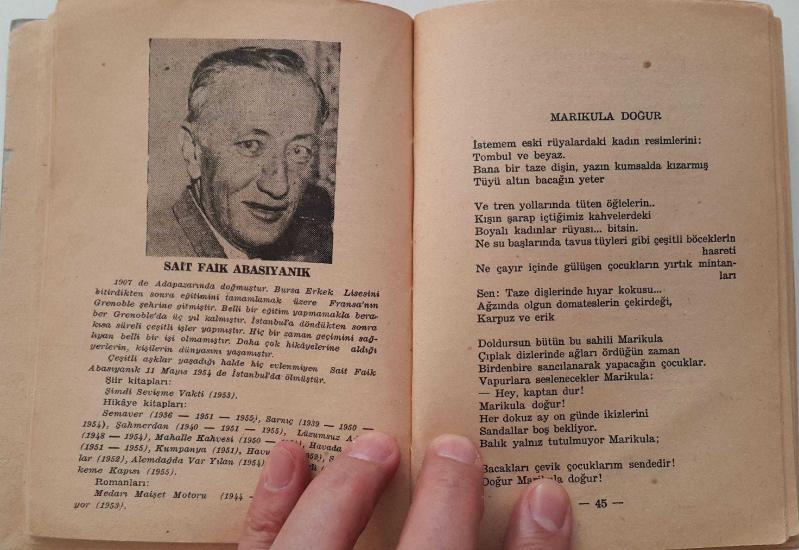 SAIT FAIK ABASIYANIK
1907 de Adapazarında doğmuştur. Bursa Erkek Lisesini
bitirdikten sonra eğitimini tamamlamak üzere Fransa'nın
Grenoble şehrine gitmiştir. Belli bir eğitim yapmamakla bera-
ber Grenoble'da üç yıl kalmıştır. İstanbul'a döndükten sonra
kısa süreli çeşitli işler yapmıştır. Hiç bir zaman geçimini sağ-
lıyan belli bir işi olmamıştır. Daha çok hikâyelerine aldığı
yerlerin, kişilerin dünyasını yaşamıştır.
Çeşitli aşklar yaşadığı halde hiç evlenmiyen Sait Faik
Abasıyanık 11 Mayıs 1954 de İstanbul'da ölmüştür.
Şiir kitapları:
Şimdi Sevişme Vakti (1953).
Hikâye kitapları:
Semaver (1936 — 1951 — 1955), Sarnıç (1939 — 1950 —
1954), Şahmerdan (1940 — 1951 — 1955), Lüzumsuz A
(1948 — 1954), Mahalle Kahvesi (1950 — Havada
(1951 — 1955), Kumpanya (1951), Hav
lar (1952), Alemdağda Var Yılan (1954)
keme Kapısı (1955).
Romanları:
Medarı Maişet Motoru (1944 —
yor (1953).
MARIKULA DOĞUR
İstemem eski rüyalardaki kadın resimlerini:
Tombul ve beyaz.
Bana bir taze dişin, yazın kumsalda kızarmış
Tüyü altın bacağın yeter
Ve tren yollarında tüten öğlelerin..
Kışın şarap içtiğimiz kahvelerdeki
Boyalı kadınlar rüyası... bitsin.
Ne su başlarında tavus tüyleri gibi çeşitli böceklerin
hasreti
Ne çayır içinde gülüşen çocukların yırtık mintan-
ları
Sen: Taze dişlerinde hıyar kokusu...
Ağzında olgun domateslerin çekirdeği,
Karpuz ve erik
Doldursun bütün bu sahili Marikula
Çıplak dizlerinde ağları ördüğün zaman
Birdenbire sancılanarak yapacağın çocuklar.
Vapurlara seslenecekler Marikula:
— Hey, kaptan dur!
Marikula doğur!
Her dokuz ay on günde ikizlerini
Sandallar boş bekliyor.
Balık yalnız tutulmuyor Marikula;
Bacakları çevik çocuklarım sendedir!
Doğur Marikula doğur!
— 45 —